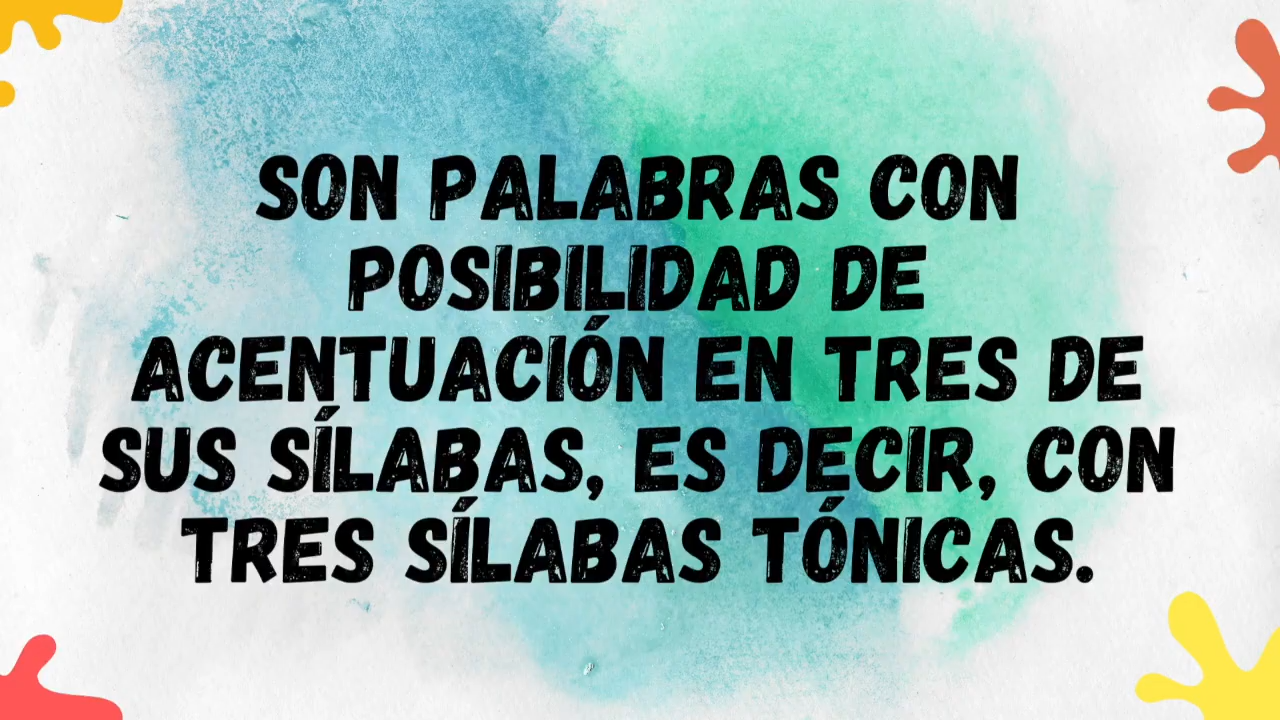 SON PALABRAS CON
POSIBILIDAD DE
ACENTUACIÓN EN TRES DE
SUS SÍLABAS, ES DECIR, CON
TRES SÍLABAS TÓNICAS.